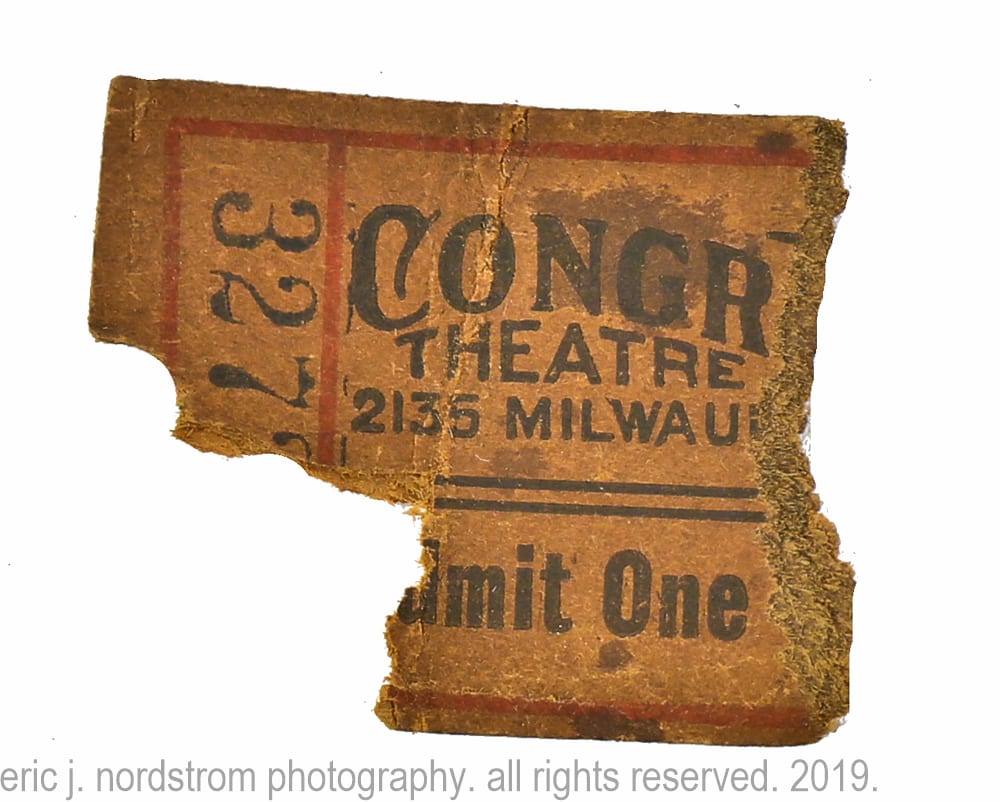 327
CONGR
THEATRE
2135 MILWAU
dmit One
eric j. nordstrom photography. all rights reserved. 2019.